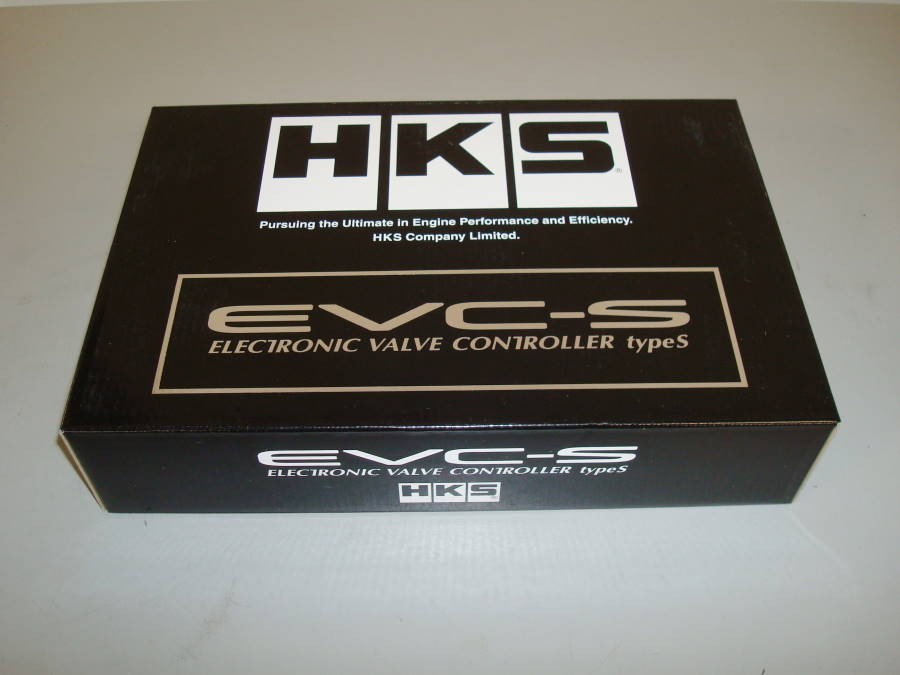 HKS®
Pursuing the Ultimate in Engine Performance and Efficiency.
HKS Company Limited.
EVC-S
ELECTRONIC VALVE CONTROLLER typeS
EVC-S
ELECTRONIC VALVE CONTROLLER typeS
HKS